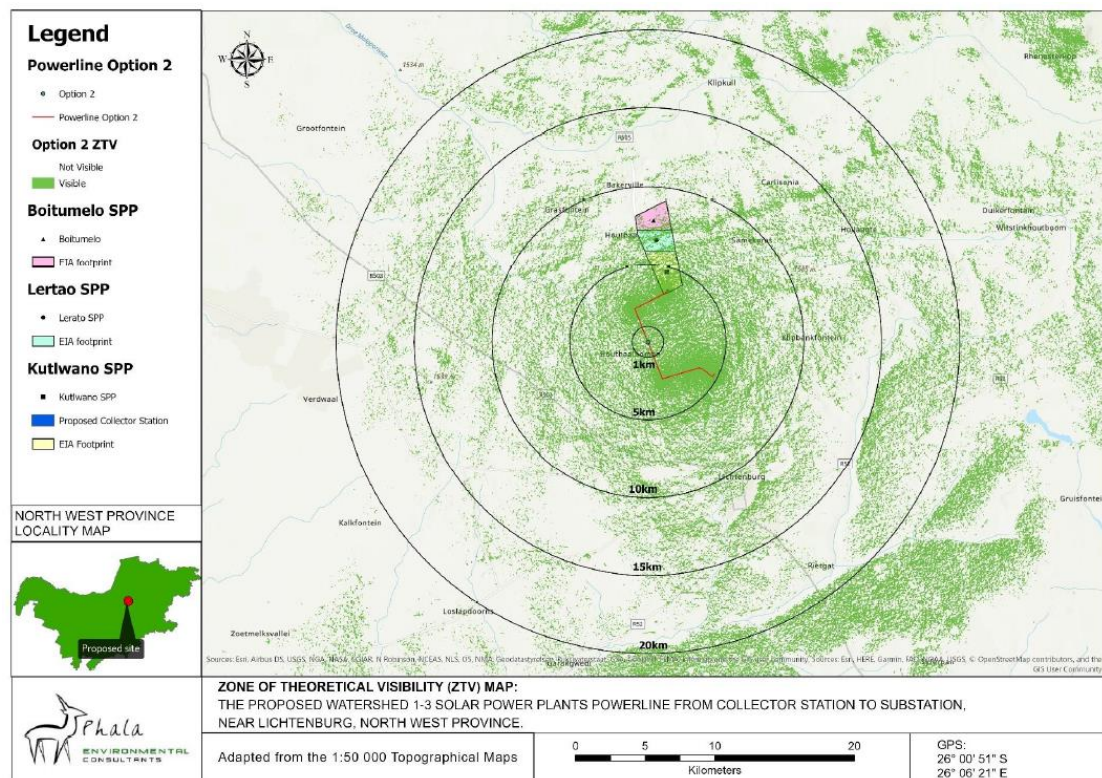 Legend
Powerline Option 2
Option 2
Powerline Option 2
Option 2 ZTV
Not Visible
Visible
Boitumelo SPP
Boitumelo
EIA footprint
Lertao SPP
Lerato SPP
EIA footprint
Kutlwano SPP
Kutlwano SPP
Proposed Collector Station
EIA Footprint
NORTH WEST PROVINCE
LOCALITY MAP
Proposed site
N
W E
S
1534 m
Grootfontein
Klipkuil
Bakerville
Grasfontein
Carlisonia
Duikerfontein
Witstinkhoutboom
R505
R503
Klipbankfontein
1km
5km
10km
15km
20km
Verdwaal
Lichtenburg
Gruisfontein
Kalkfontein
Rietgat
Zoetmelksvallei
R52
ZONE OF THEORETICAL VISIBILITY (ZTV) MAP:
THE PROPOSED WATERSHED 1-3 SOLAR POWER PLANTS POWERLINE FROM COLLECTOR STATION TO SUBSTATION,
NEAR LICHTENBURG, NORTH WEST PROVINCE.
Phala
ENVIRONMENTAL
CONSULTANTS
Adapted from the 1:50 000 Topographical Maps
0 5 10 20
Kilometers
GPS:
26° 00' 51" S
26° 06' 21" E